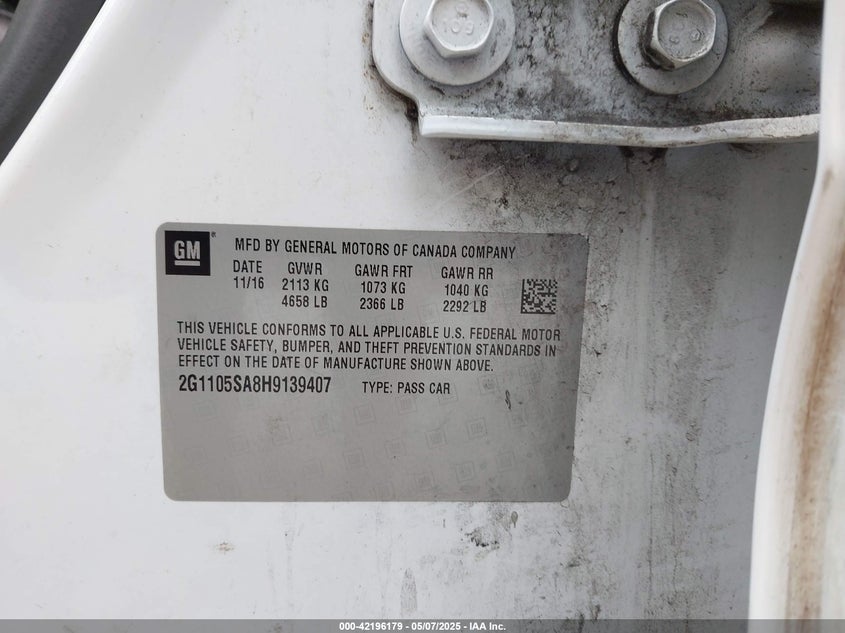 109
GM
MFD BY GENERAL MOTORS OF CANADA COMPANY
DATE GVWR GAWR FRT GAWR RR
11/16 2113 KG 1073 KG 1040 KG
4658 LB 2366 LB 2292 LB
THIS VEHICLE CONFORMS TO ALL APPLICABLE U.S. FEDERAL MOTOR
VEHICLE SAFETY, BUMPER, AND THEFT PREVENTION STANDARDS IN
EFFECT ON THE DATE OF MANUFACTURE SHOWN ABOVE.
2G1105SA8H9139407 TYPE: PASS CAR
000-42196179 - 05/07/2025 - IAA Inc.